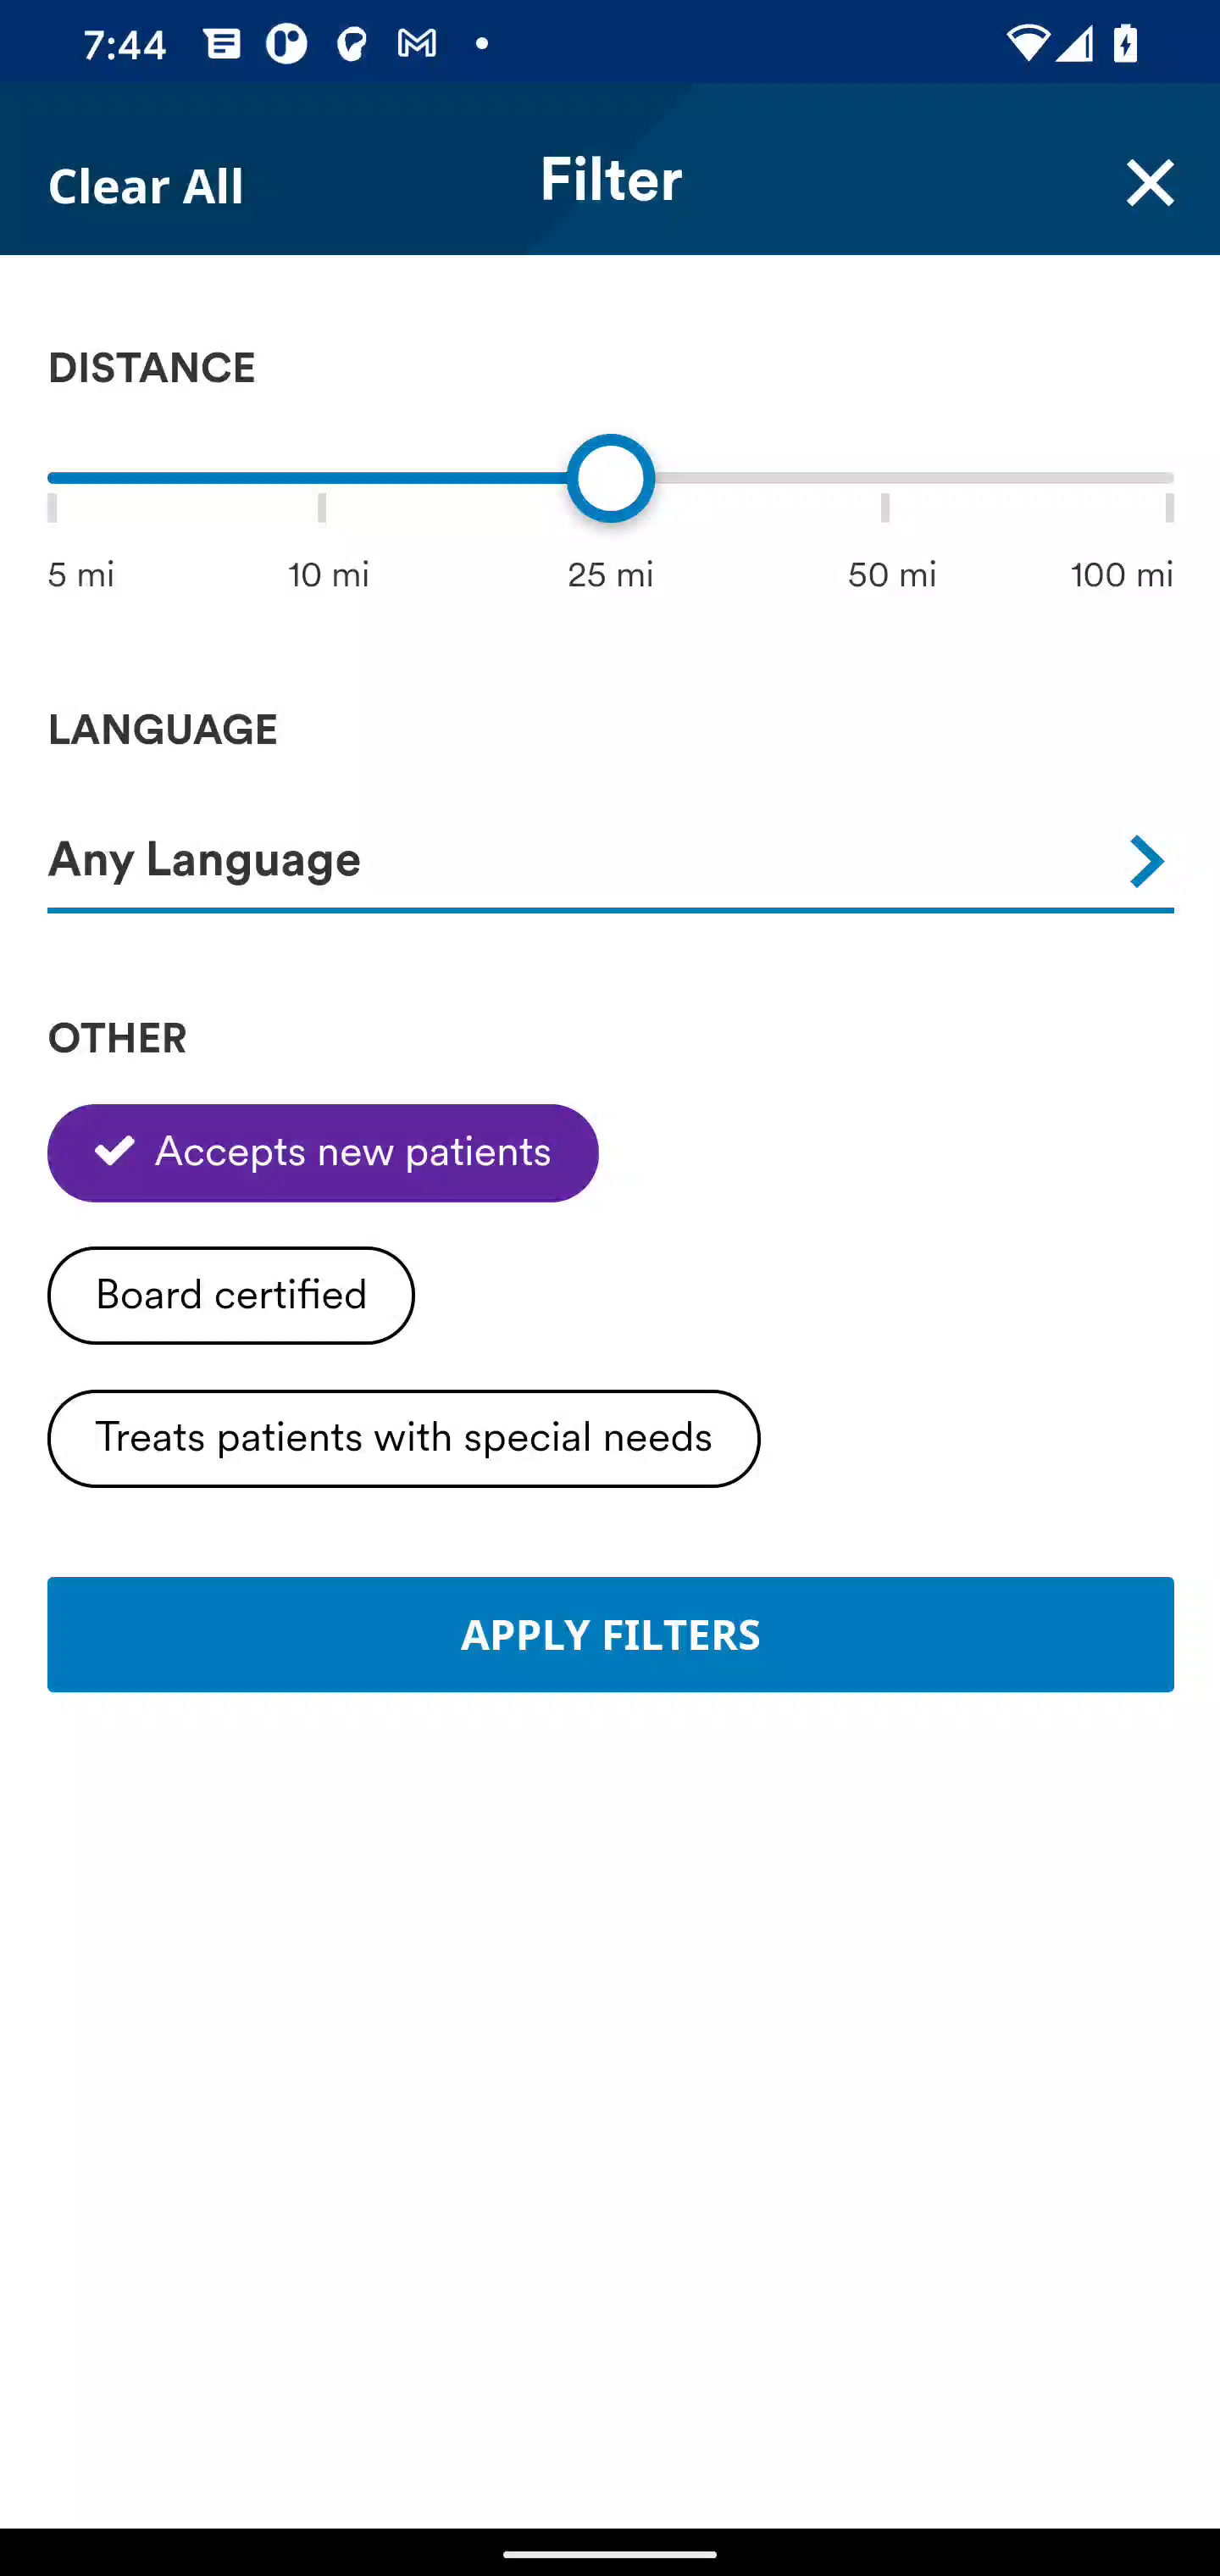 7:44
Clear All
Filter
DISTANCE
5 mi
10 mi
25 mi
50 mi
100 mi
LANGUAGE
Any Language
OTHER
Accepts new patients
Board certified
Treats patients with special needs
APPLY FILTERS